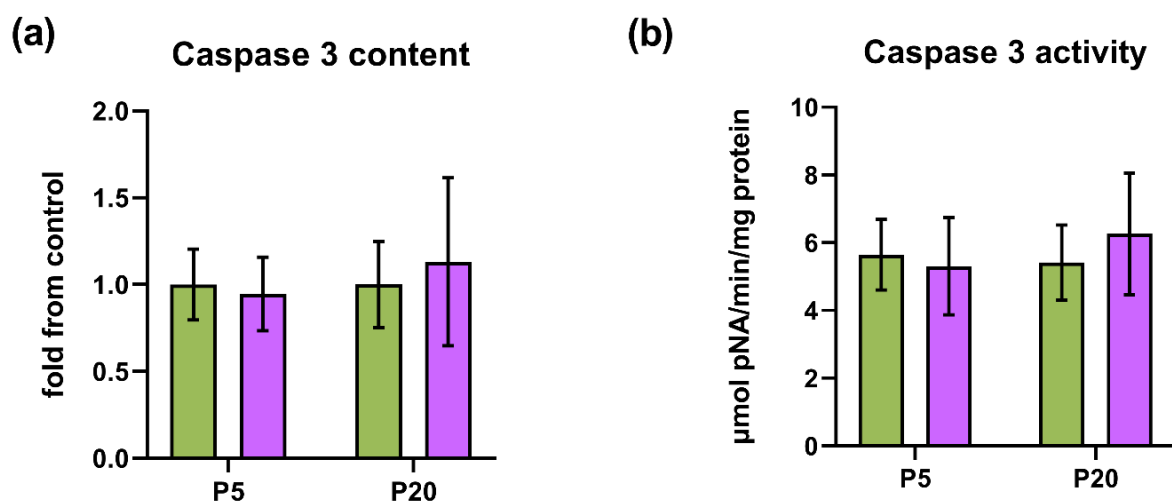 (a)
Caspase 3 content
fold from control
2.0
1.5
1.0
0.5
0.0
P5
P20
(b)
Caspase 3 activity
µmol pNA/min/mg protein
10
8
6
4
2
0
P5
P20